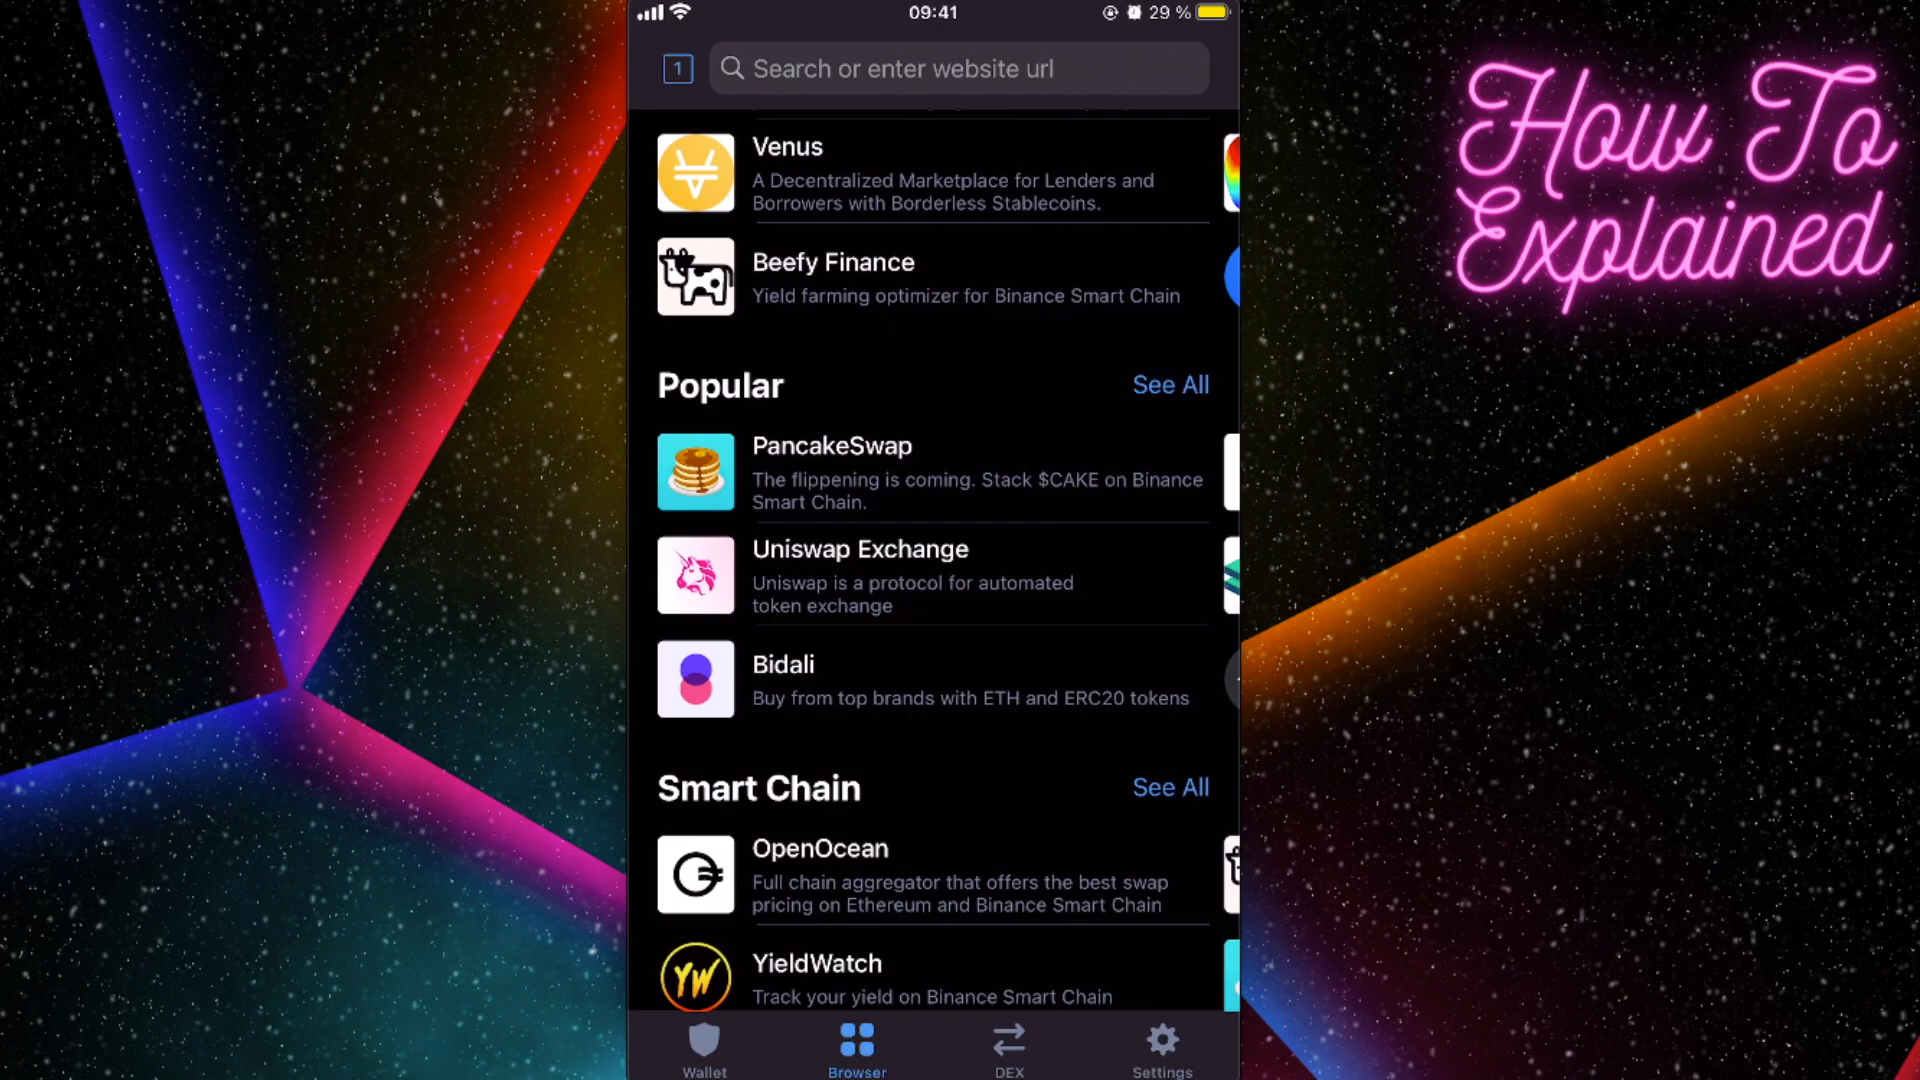 09:41
29 %
1
Search or enter website url
How To
Explained
Venus
A Decentralized Marketplace for Lenders and
Borrowers with Borderless Stablecoins.
Beefy Finance
Yield farming optimizer for Binance Smart Chain
Popular
See All
PancakeSwap
The flippening is coming. Stack $CAKE on Binance
Smart Chain.
Uniswap Exchange
Uniswap is a protocol for automated
token exchange
Bidali
Buy from top brands with ETH and ERC20 tokens
Smart Chain
See All
OpenOcean
Full chain aggregator that offers the best swap
pricing on Ethereum and Binance Smart Chain
YW
YieldWatch
Track your yield on Binance Smart Chain
Wallet
Browser
DEX
Settings